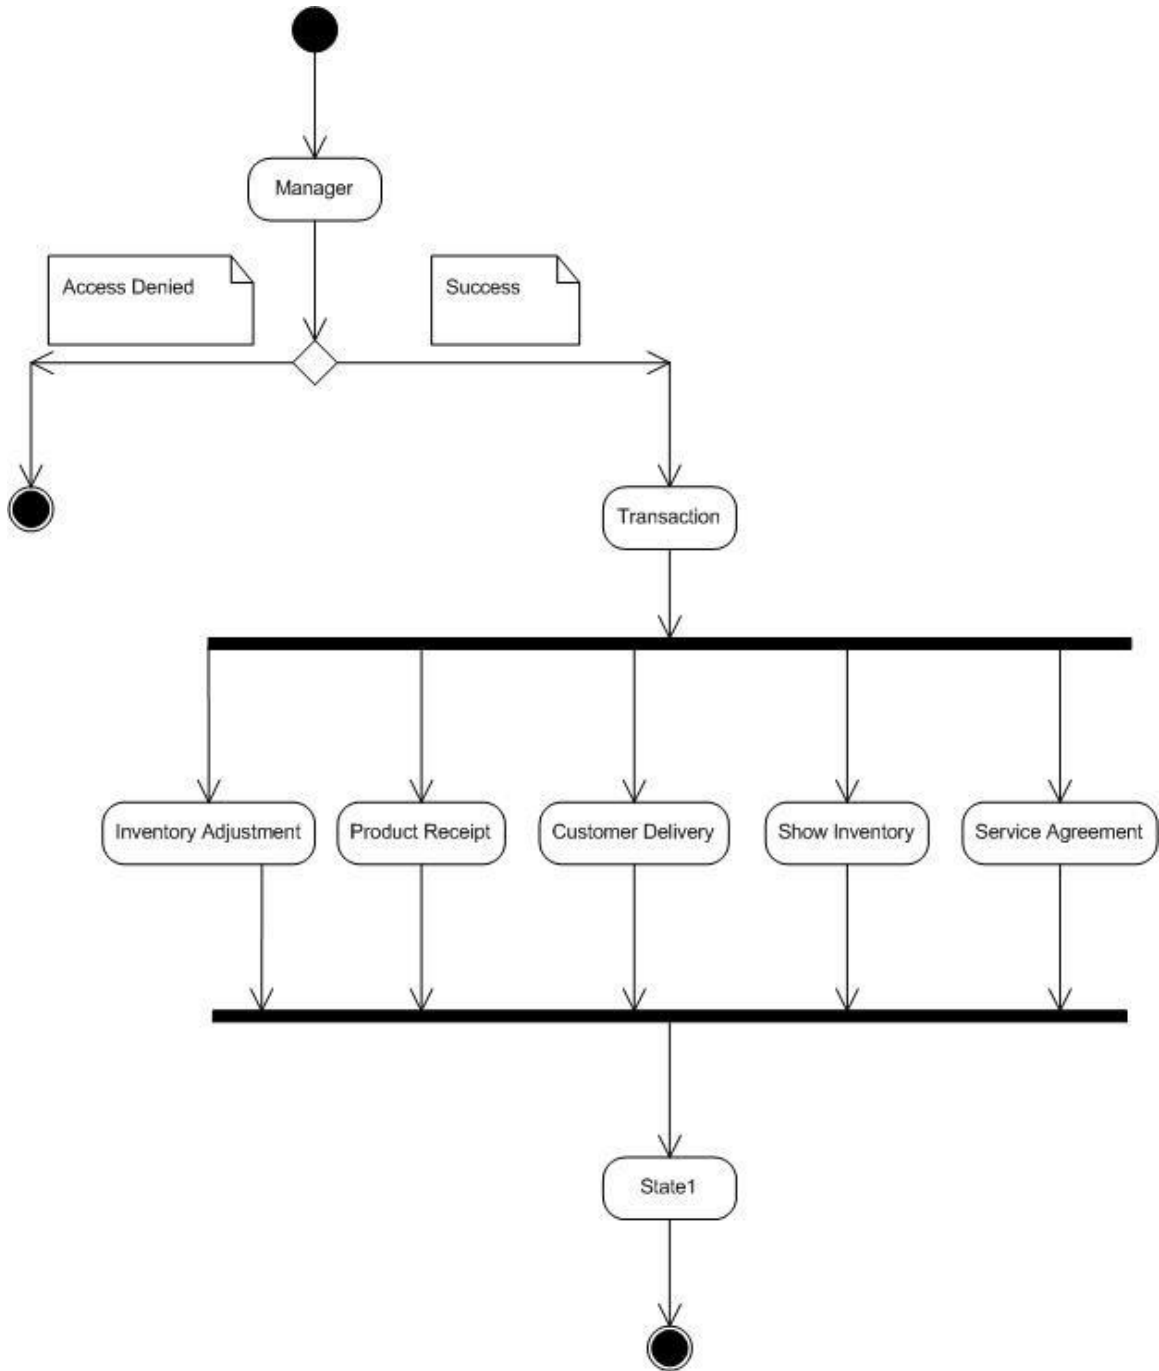 Manager
Access Denied
Success
Transaction
Inventory Adjustment
Product Receipt
Customer Delivery
Show Inventory
Service Agreement
State1